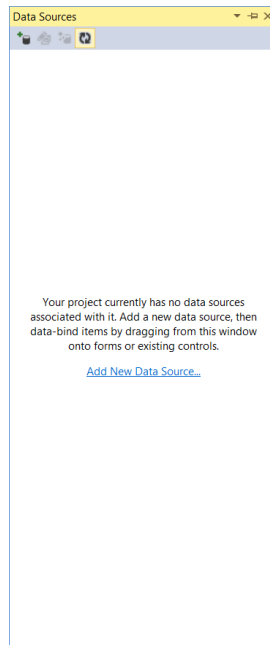 Data Sources
Your project currently has no data sources
associated with it. Add a new data source, then
data-bind items by dragging from this window
onto forms or existing controls.
Add New Data Source...